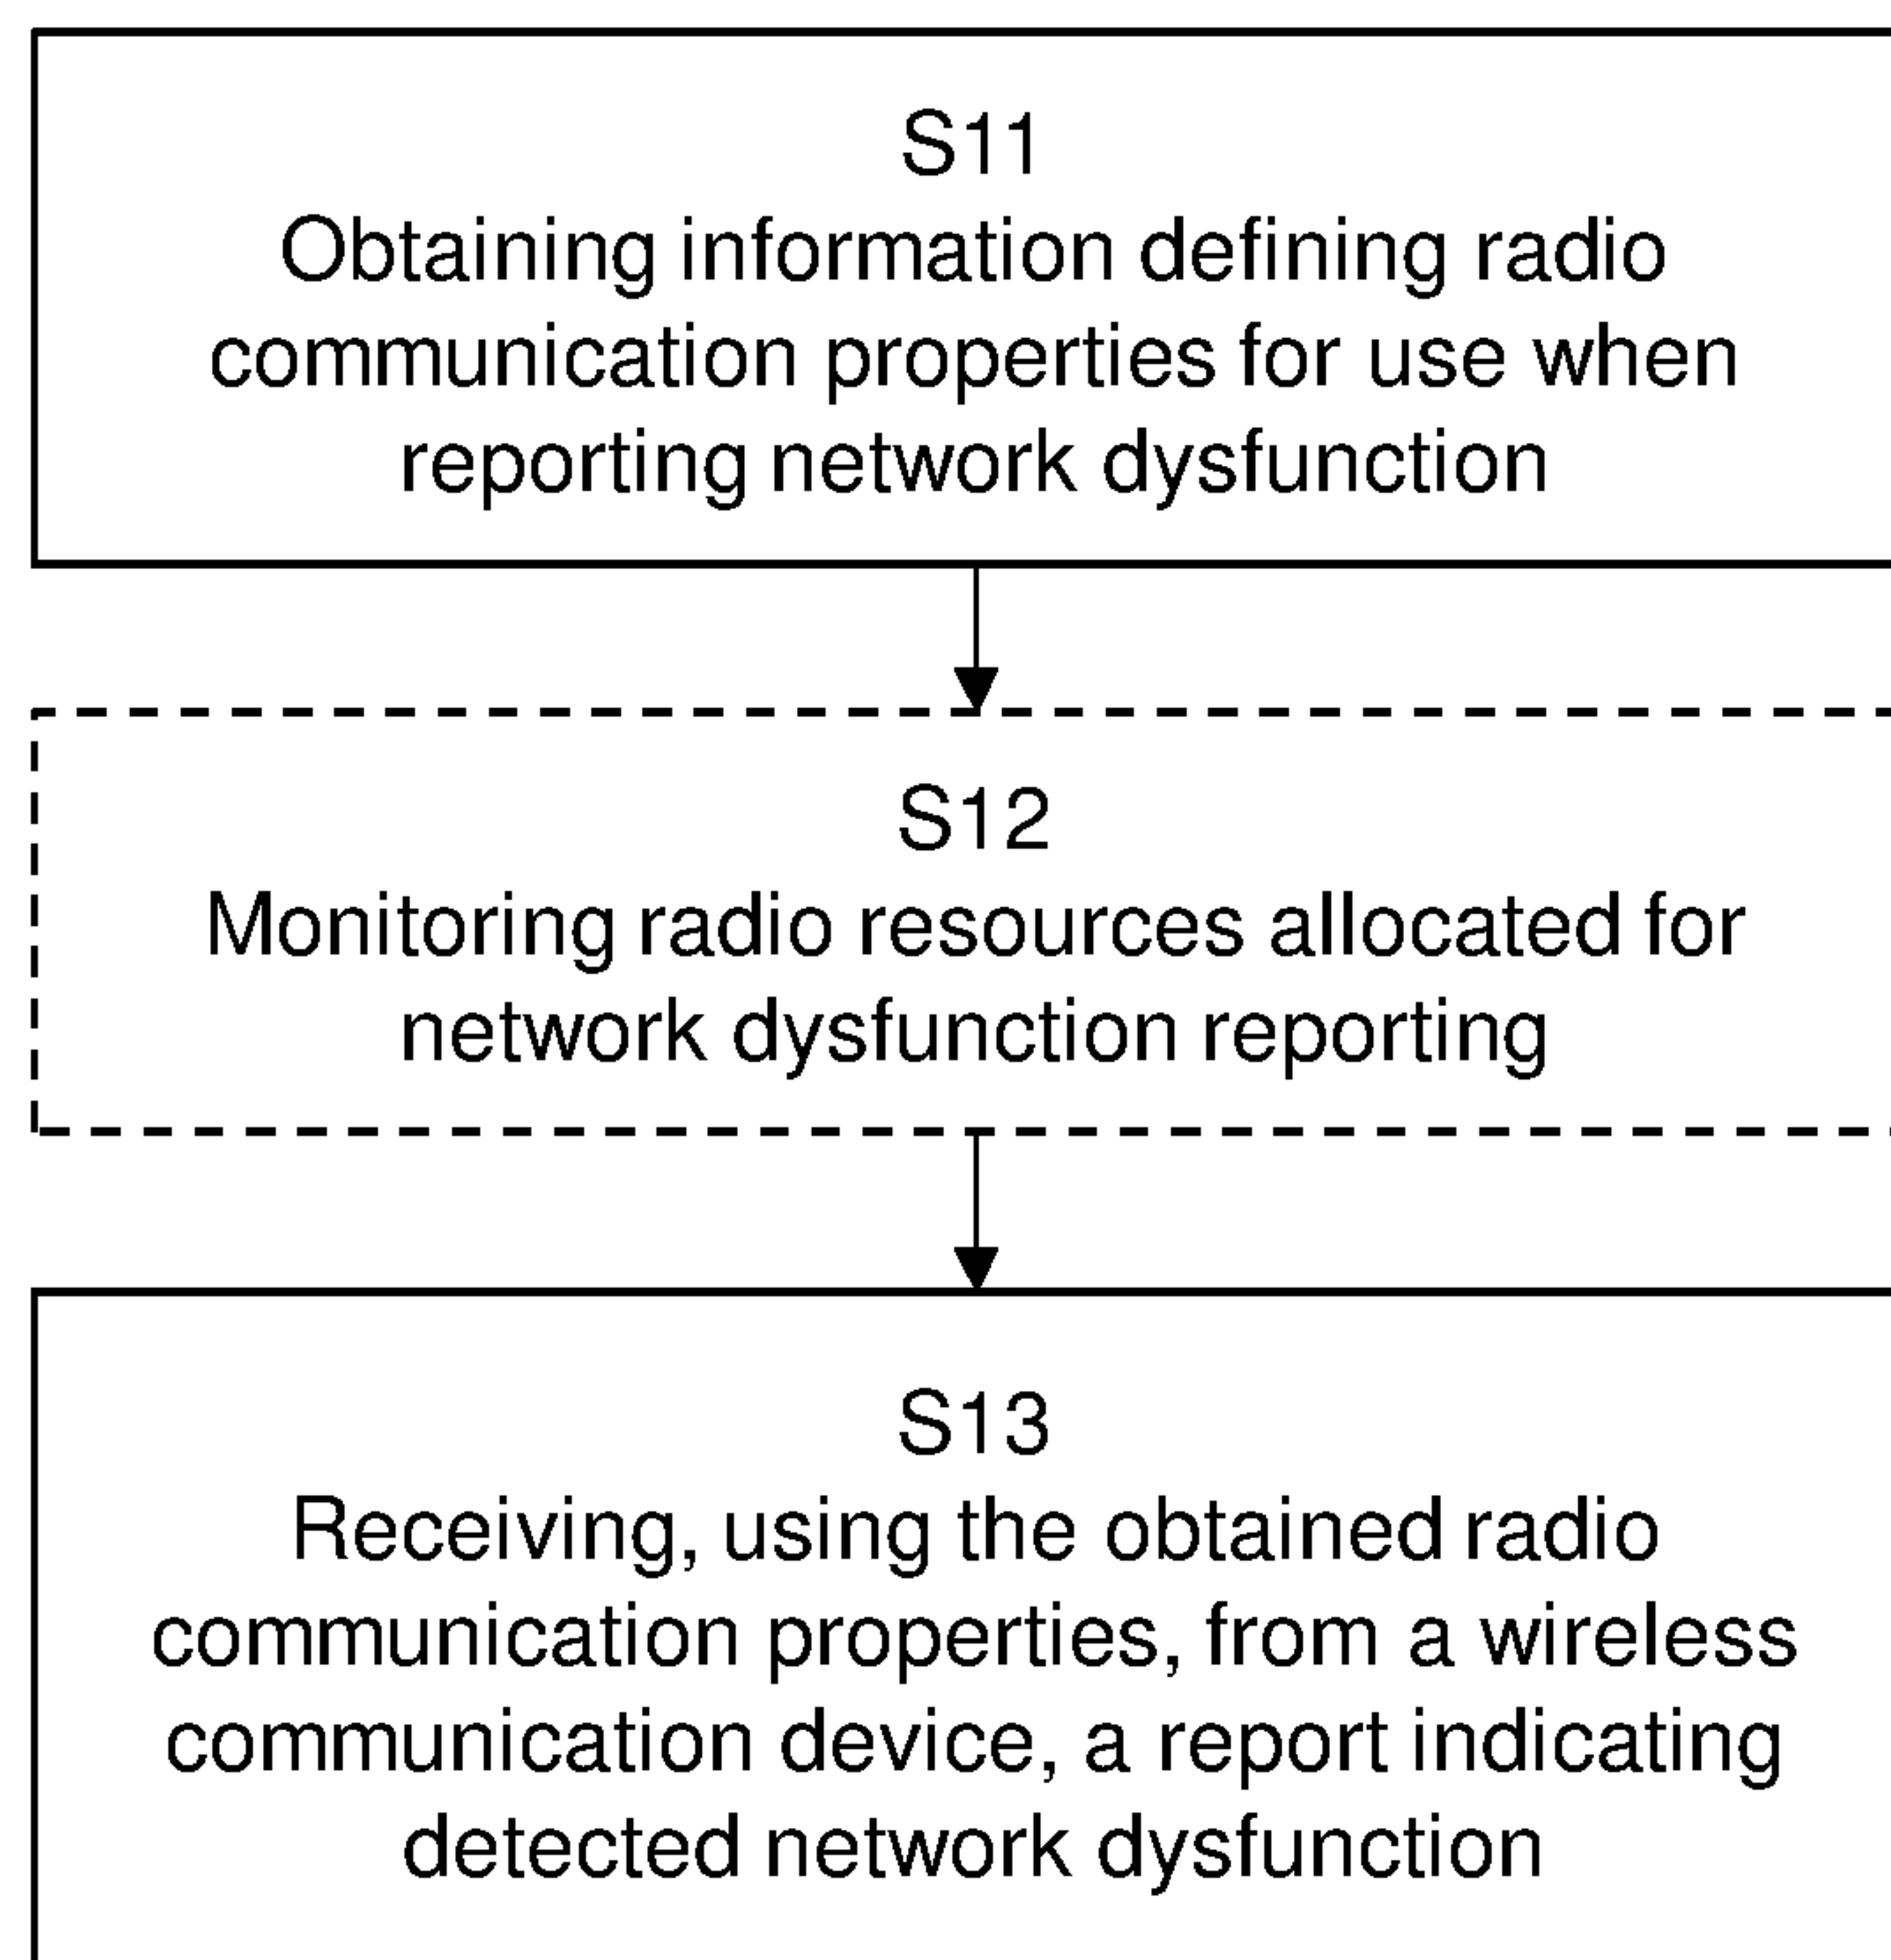 S11
Obtaining information defining radio
communication properties for use when
reporting network dysfunction
S12
Monitoring radio resources allocated for
network dysfunction reporting
S13
Receiving, using the obtained radio
communication properties, from a wireless
communication device, a report indicating
detected network dysfunction